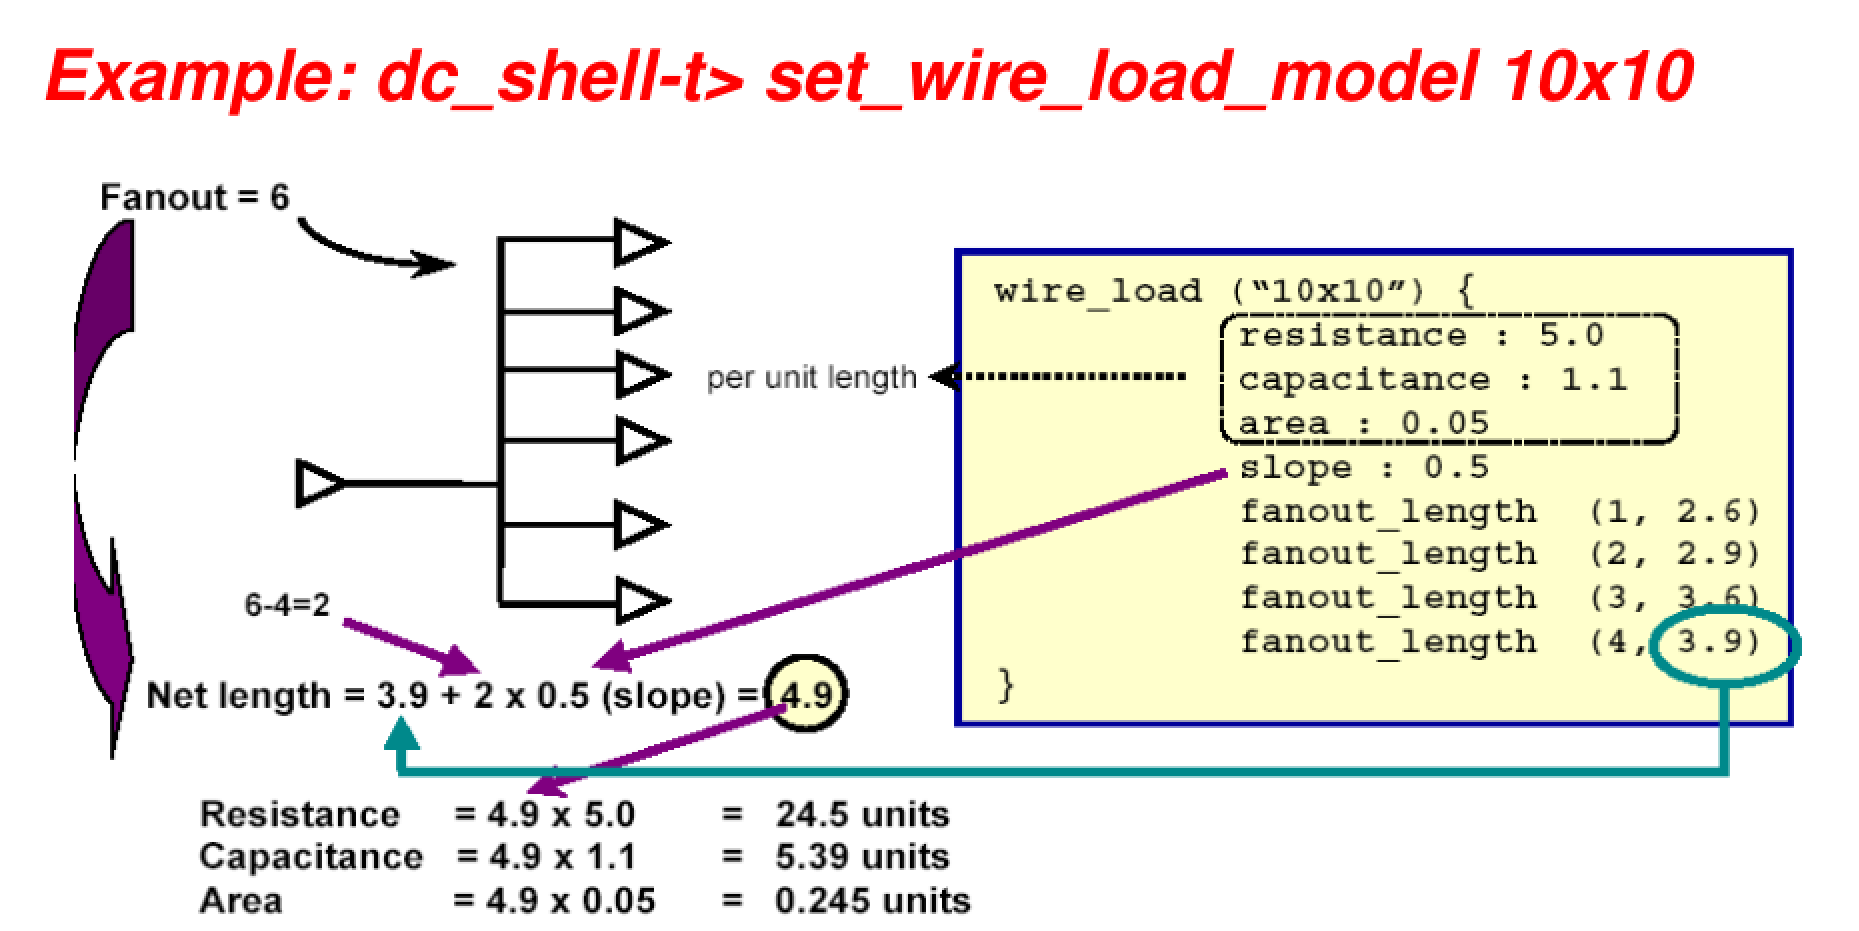 Example: dc_shell-t> set_wire_load_model 10x10
Fanout = 6
per unit length
wire_load (“10x10”) {
resistance : 5.0
capacitance : 1.1
area : 0.05
slope : 0.5
fanout_length (1, 2.6)
fanout_length (2, 2.9)
fanout_length (3, 3.6)
fanout_length (4, 3.9)
}
6-4=2
Net length = 3.9 + 2 x 0.5 (slope) = 4.9
Resistance = 4.9 x 5.0 = 24.5 units
Capacitance = 4.9 x 1.1 = 5.39 units
Area = 4.9 x 0.05 = 0.245 units